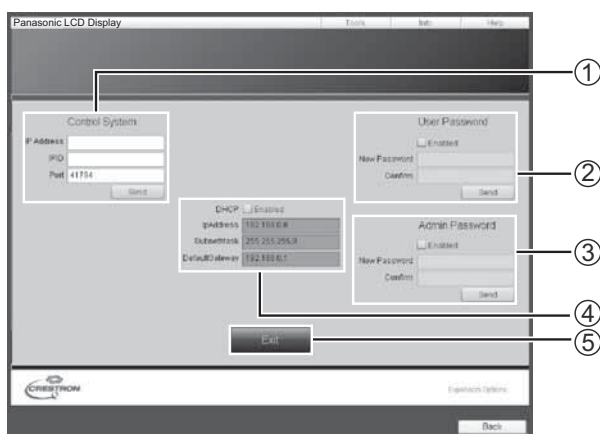 Panasonic LCD Display
Tools
Info
Help
①
Control System
IP Address
IPID
Port 41794
Send
User Password
Enabled
New Password
Confirm
Send
②
DHCP Enabled
IpAddress 192.168.0.8
SubnetMask 255.255.255.0
DefaultGateway 192.168.0.1
Admin Password
Enabled
New Password
Confirm
Send
③
④
Exit
⑤
CRESTRON
Expansion Options
Back